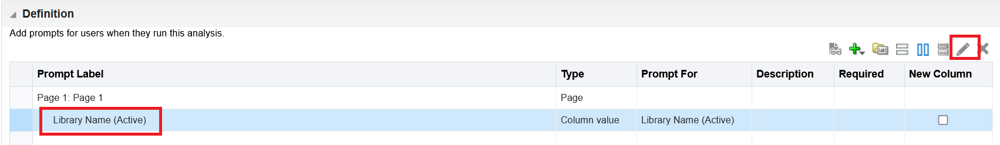 Definition
Add prompts for users when they run this analysis.
Prompt Label Type Prompt For Description Required New Column
Page 1: Page 1 Page
Library Name (Active) Column value Library Name (Active)